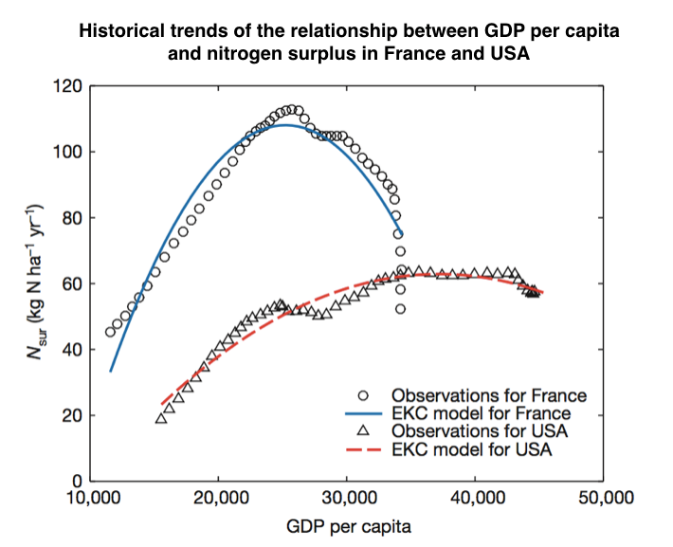 Historical trends of the relationship between GDP per capita
and nitrogen surplus in France and USA
120
100
80
60
40
20
0
N_sur (kg N ha⁻¹ yr⁻¹)
Observations for France
EKC model for France
Observations for USA
EKC model for USA
10,000 20,000 30,000 40,000 50,000
GDP per capita